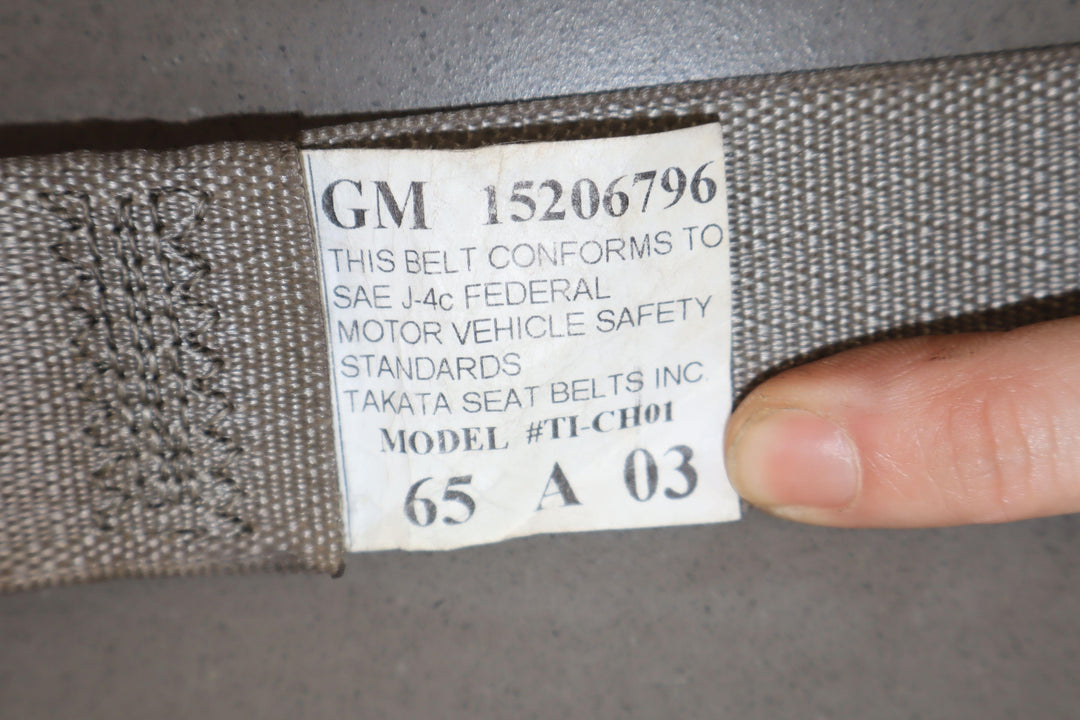 GM 15206796
THIS BELT CONFORMS TO
SAE J-4c FEDERAL
MOTOR VEHICLE SAFETY
STANDARDS
TAKATA SEAT BELTS INC.
MODEL #TI-CH01
65 A 03